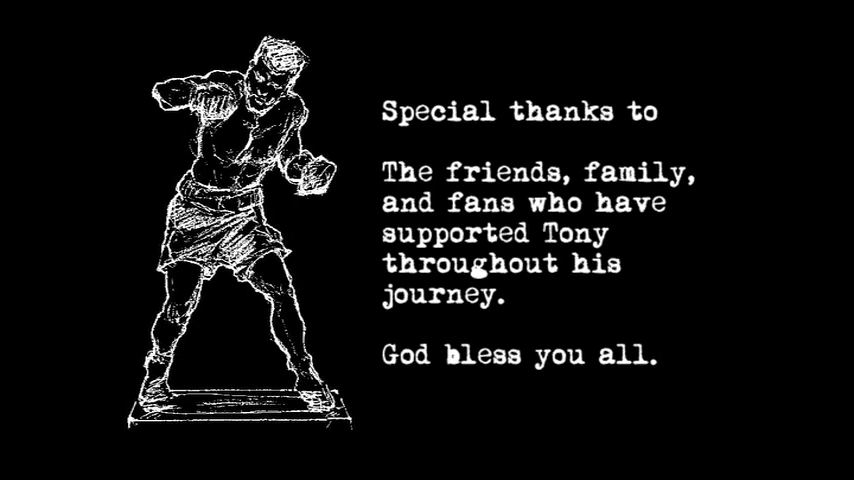 Special thanks to
The friends, family,
and fans who have
supported Tony
throughout his
journey.
God bless you all.